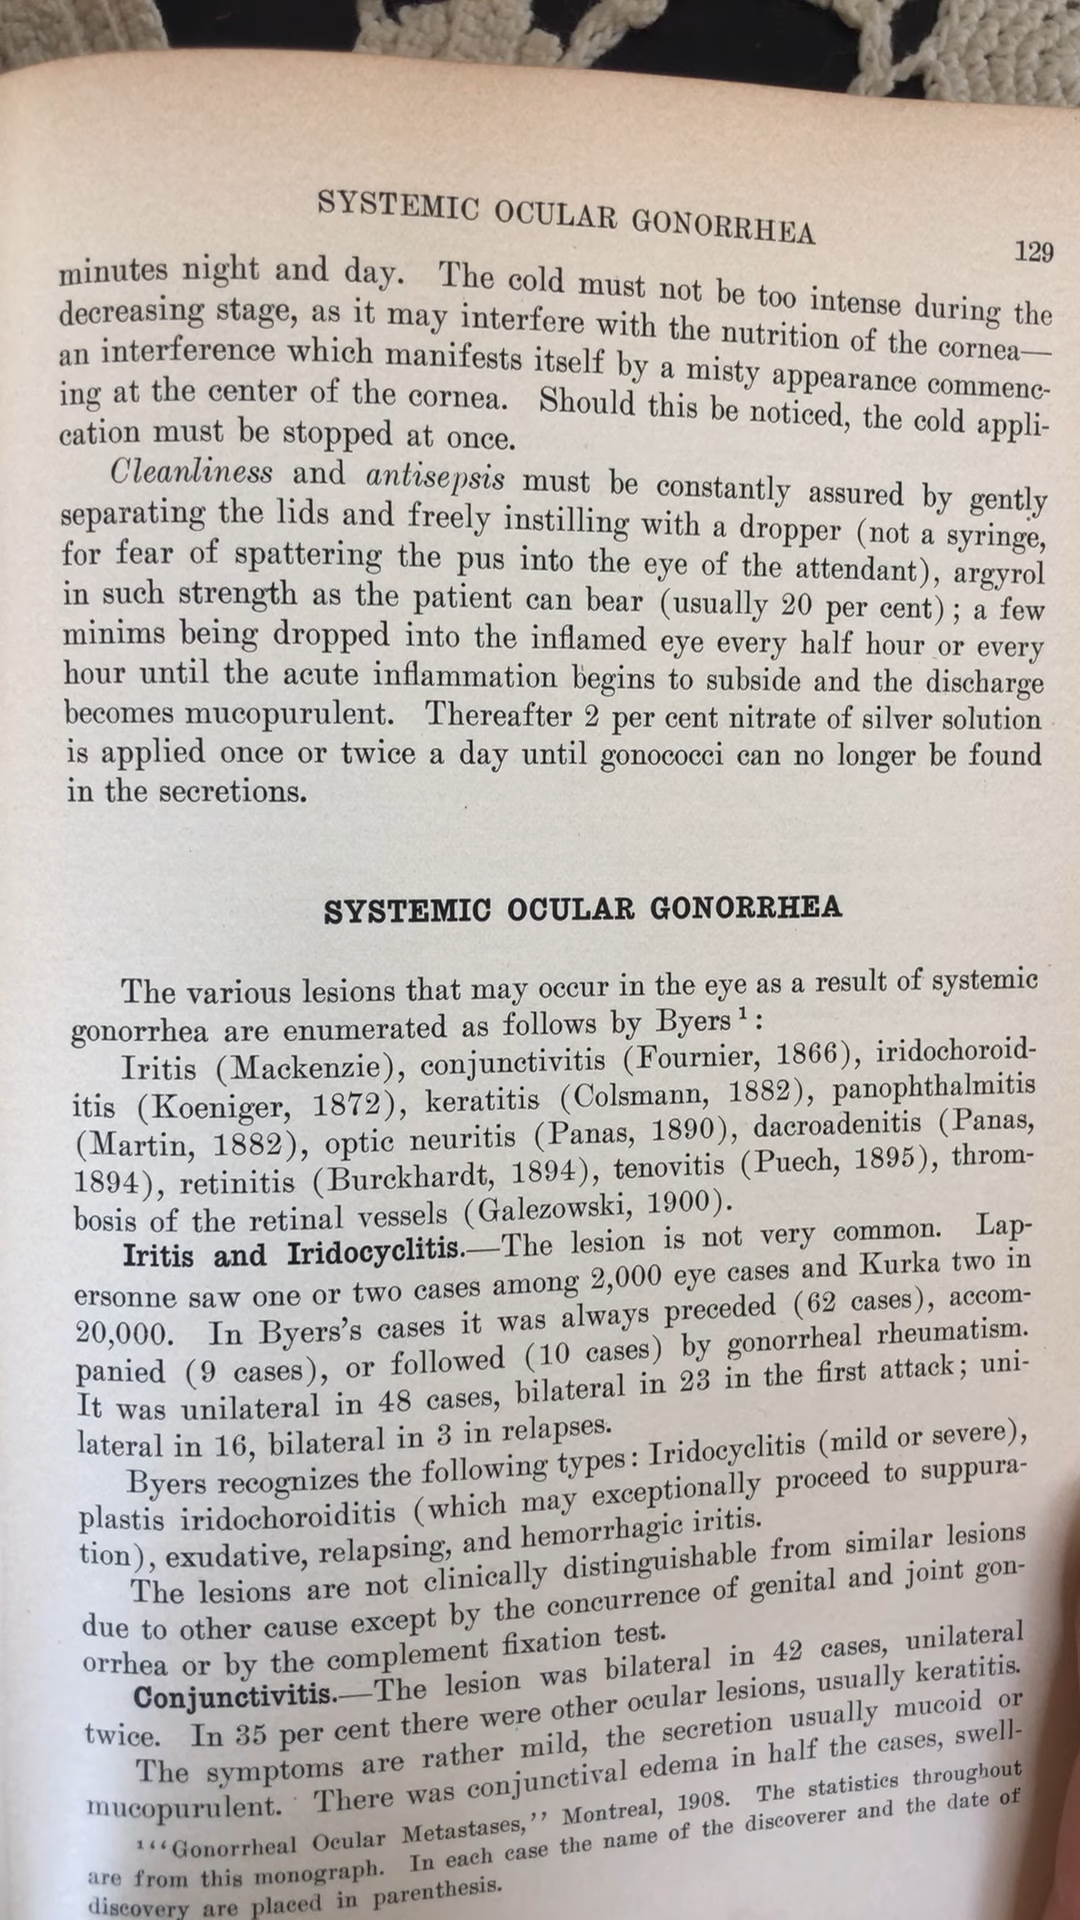 SYSTEMIC OCULAR GONORRHEA
129
minutes night and day. The cold must not be too intense during the
decreasing stage, as it may interfere with the nutrition of the cornea—
an interference which manifests itself by a misty appearance commenc-
ing at the center of the cornea. Should this be noticed, the cold appli-
cation must be stopped at once.
Cleanliness and antisepsis must be constantly assured by gently
separating the lids and freely instilling with a dropper (not a syringe,
for fear of spattering the pus into the eye of the attendant), argyrol
in such strength as the patient can bear (usually 20 per cent); a few
minims being dropped into the inflamed eye every half hour or every
hour until the acute inflammation begins to subside and the discharge
becomes mucopurulent. Thereafter 2 per cent nitrate of silver solution
is applied once or twice a day until gonococci can no longer be found
in the secretions.
SYSTEMIC OCULAR GONORRHEA
The various lesions that may occur in the eye as a result of systemic
gonorrhea are enumerated as follows by Byers¹:
Iritis (Mackenzie), conjunctivitis (Fournier, 1866), iridochoroid-
itis (Koeniger, 1872), keratitis (Colsmann, 1882), panophthalmitis
(Martin, 1882), optic neuritis (Panas, 1890), dacroadenitis (Panas,
1894), retinitis (Burckhardt, 1894), tenovitis (Puech, 1895), throm-
bosis of the retinal vessels (Galezowski, 1900).
Iritis and Iridocyclitis.—The lesion is not very common. Lap-
ersonne saw one or two cases among 2,000 eye cases and Kurka two in
20,000. In Byers's cases it was always preceded (62 cases), accom-
panied (9 cases), or followed (10 cases) by gonorrheal rheumatism.
It was unilateral in 48 cases, bilateral in 23 in the first attack; uni-
lateral in 16, bilateral in 3 in relapses.
Byers recognizes the following types: Iridocyclitis (mild or severe),
plastis iridochoroiditis (which may exceptionally proceed to suppura-
tion), exudative, relapsing, and hemorrhagic iritis.
The lesions are not clinically distinguishable from similar lesions
due to other cause except by the concurrence of genital and joint gon-
orrhea or by the complement fixation test.
Conjunctivitis.—The lesion was bilateral in 42 cases, unilateral
twice. In 35 per cent there were other ocular lesions, usually keratitis.
The symptoms are rather mild, the secretion usually mucoid or
mucopurulent. There was conjunctival edema in half the cases, swell-
¹ ‘‘Gonorrheal Ocular Metastases,’’ Montreal, 1908. The statistics throughout
are from this monograph. In each case the name of the discoverer and the date of
discovery are placed in parenthesis.